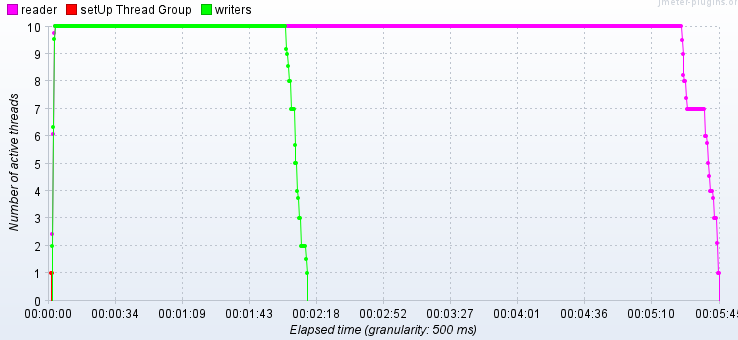 jmeter-plugins.or
reader setUp Thread Group writers
10
9
8
7
6
5
4
3
2
1
0
Number of active threads
00:00:00 00:00:34 00:01:09 00:01:43 00:02:18 00:02:52 00:03:27 00:04:01 00:04:36 00:05:10 00:05:45
Elapsed time (granularity: 500 ms)